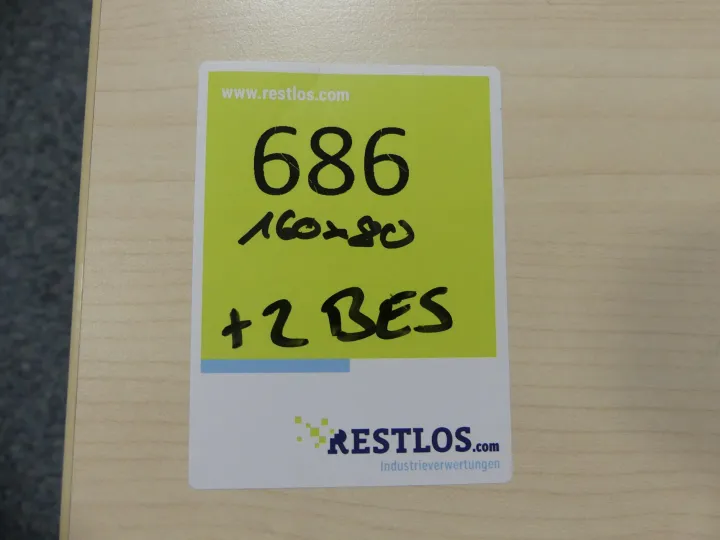 www.restlos.com
686
160x80
+2 BES
RESTLOS.com
Industrieverwertungen